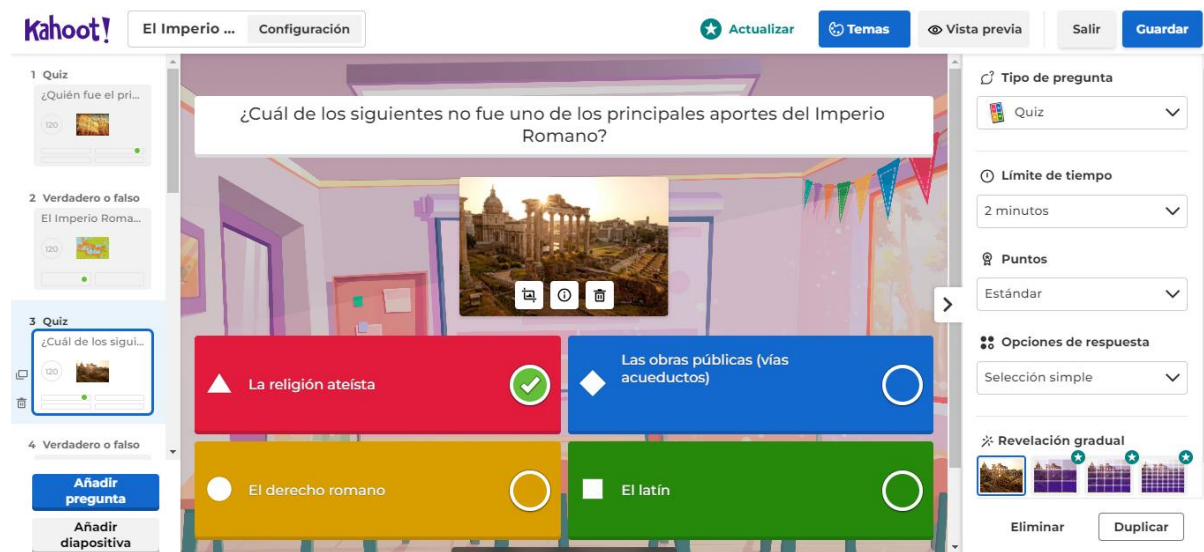 Kahoot!
El Imperio ...
Configuración
Actualizar
Temas
Vista previa
Salir
Guardar
1 Quiz
¿Quién fue el pri...
120
2 Verdadero o falso
El Imperio Roma...
120
3 Quiz
¿Cuál de los sigui...
120
4 Verdadero o falso
Añadir
pregunta
Añadir
diapositiva
¿Cuál de los siguientes no fue uno de los principales aportes del Imperio
Romano?
La religión ateísta
Las obras públicas (vías
acueductos)
El derecho romano
El latín
Tipo de pregunta
Quiz
Límite de tiempo
2 minutos
Puntos
Estándar
Opciones de respuesta
Selección simple
Revelación gradual
Eliminar
Duplicar